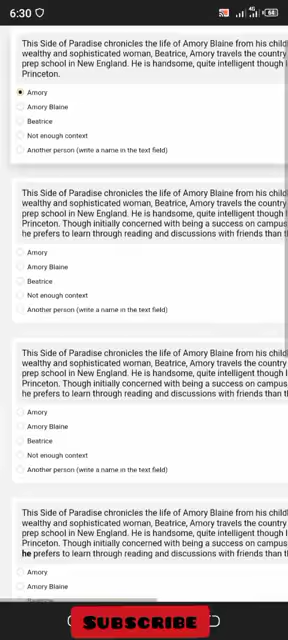 6:30
4G
56
This Side of Paradise chronicles the life of Amory Blaine from his child
wealthy and sophisticated woman, Beatrice, Amory travels the country
prep school in New England. He is handsome, quite intelligent though l
Princeton.
Amory
Amory Blaine
Beatrice
Not enough context
Another person (write a name in the text field)
This Side of Paradise chronicles the life of Amory Blaine from his child
wealthy and sophisticated woman, Beatrice, Amory travels the country
prep school in New England. He is handsome, quite intelligent though l
Princeton. Though initially concerned with being a success on campus
he prefers to learn through reading and discussions with friends than t
Amory
Amory Blaine
Beatrice
Not enough context
Another person (write a name in the text field)
This Side of Paradise chronicles the life of Amory Blaine from his child
wealthy and sophisticated woman, Beatrice, Amory travels the country
prep school in New England. He is handsome, quite intelligent though l
Princeton. Though initially concerned with being a success on campus
he prefers to learn through reading and discussions with friends than t
Amory
Amory Blaine
Beatrice
Not enough context
Another person (write a name in the text field)
This Side of Paradise chronicles the life of Amory Blaine from his child
wealthy and sophisticated woman, Beatrice, Amory travels the country
prep school in New England. He is handsome, quite intelligent though l
Princeton. Though initially concerned with being a success on campus
he prefers to learn through reading and discussions with friends than t
Amory
Amory Blaine
SUBSCRIBE